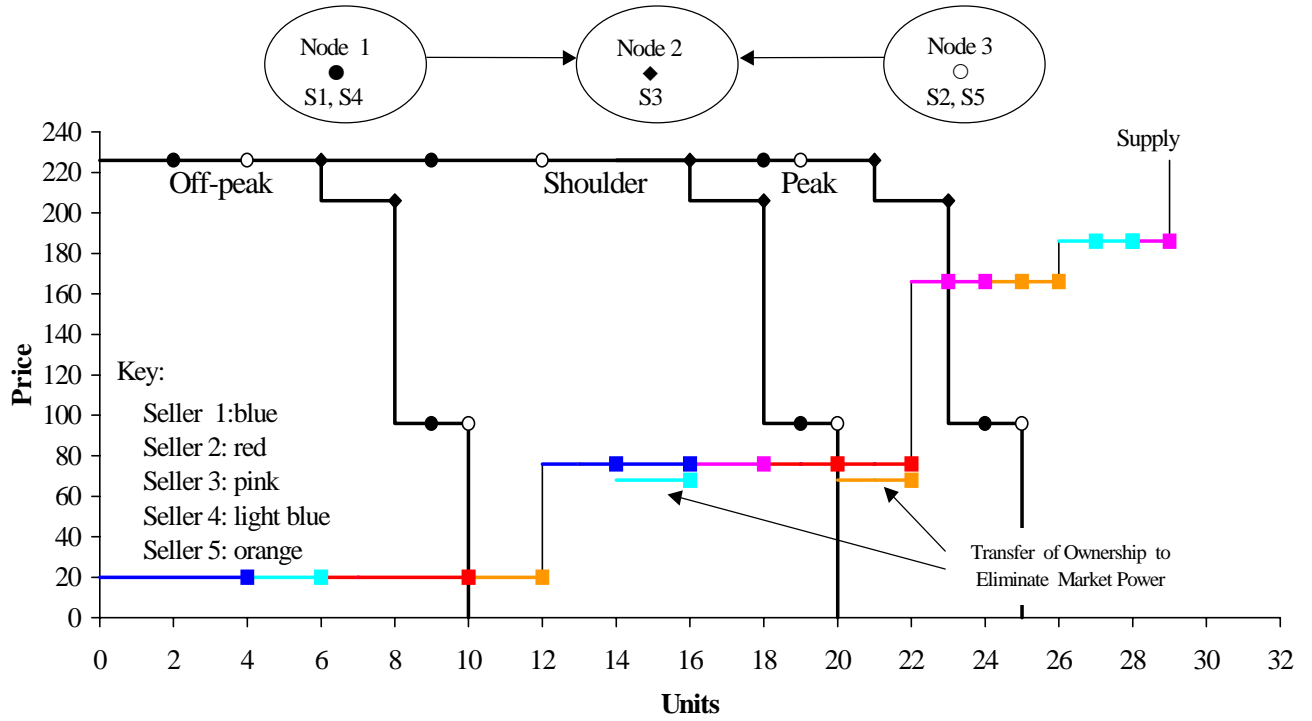 Node 1
S1, S4
Node 2
S3
Node 3
S2, S5
240
220
200
180
160
140
120
100
80
60
40
20
0
Price
Off-peak
Shoulder
Peak
Supply
Key:
Seller 1:blue
Seller 2: red
Seller 3: pink
Seller 4: light blue
Seller 5: orange
Transfer of Ownership to
Eliminate Market Power
0 2 4 6 8 10 12 14 16 18 20 22 24 26 28 30 32
Units